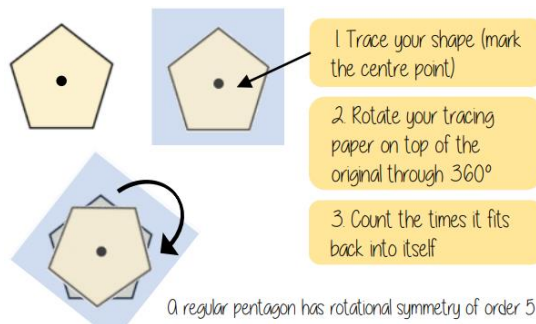 1. Trace your shape (mark
the centre point)
2. Rotate your tracing
paper on top of the
original through 360°
3. Count the times it fits
back into itself
a regular pentagon has rotational symmetry of order 5